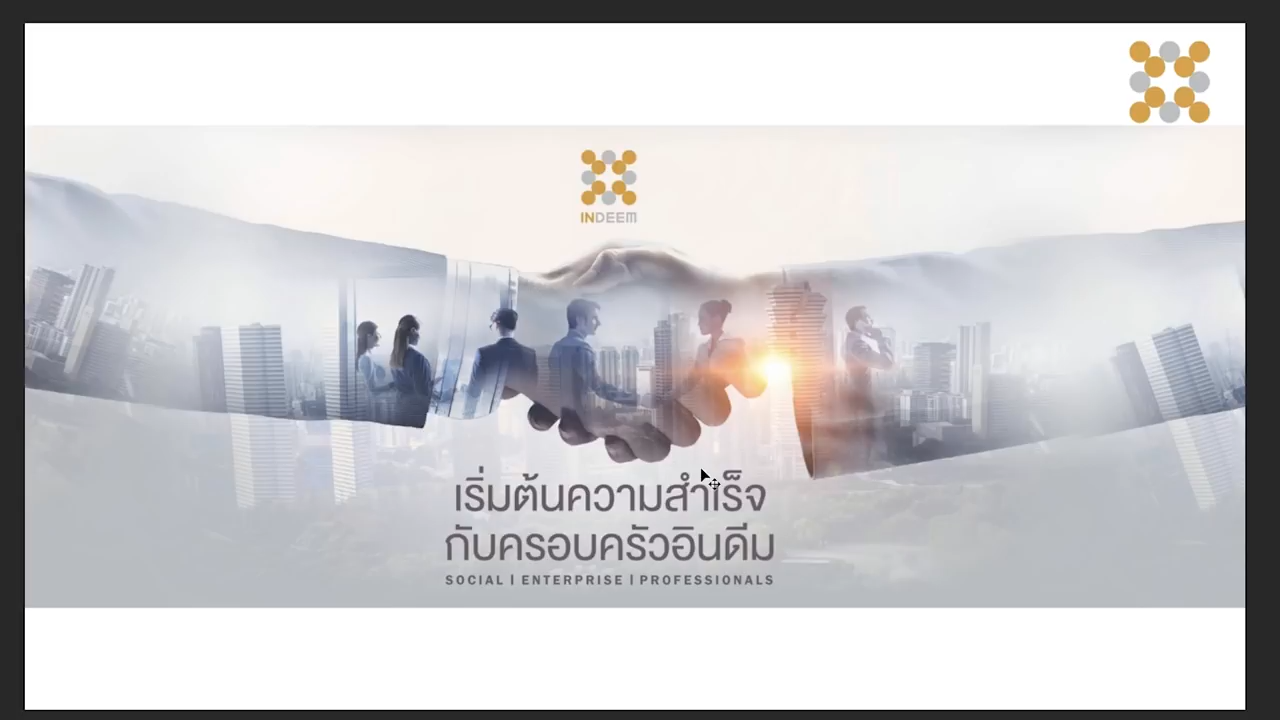 INDEEM
เริ่มต้นความสำเร็จ
กับครอบครัวอินดีม
SOCIAL | ENTERPRISE | PROFESSIONALS